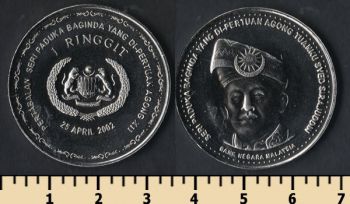 PERTABALAN SERI PADUKA BAGINDA YANG DI-PERTUAN AGONG XII
1 RINGGIT
25 APRIL 2002
SERI PADUKA BAGINDA YANG DI-PERTUAN AGONG TUANKU SYED SIRAJUDDIN
BANK NEGARA MALAYSIA
1 2 3 4 5 6 7